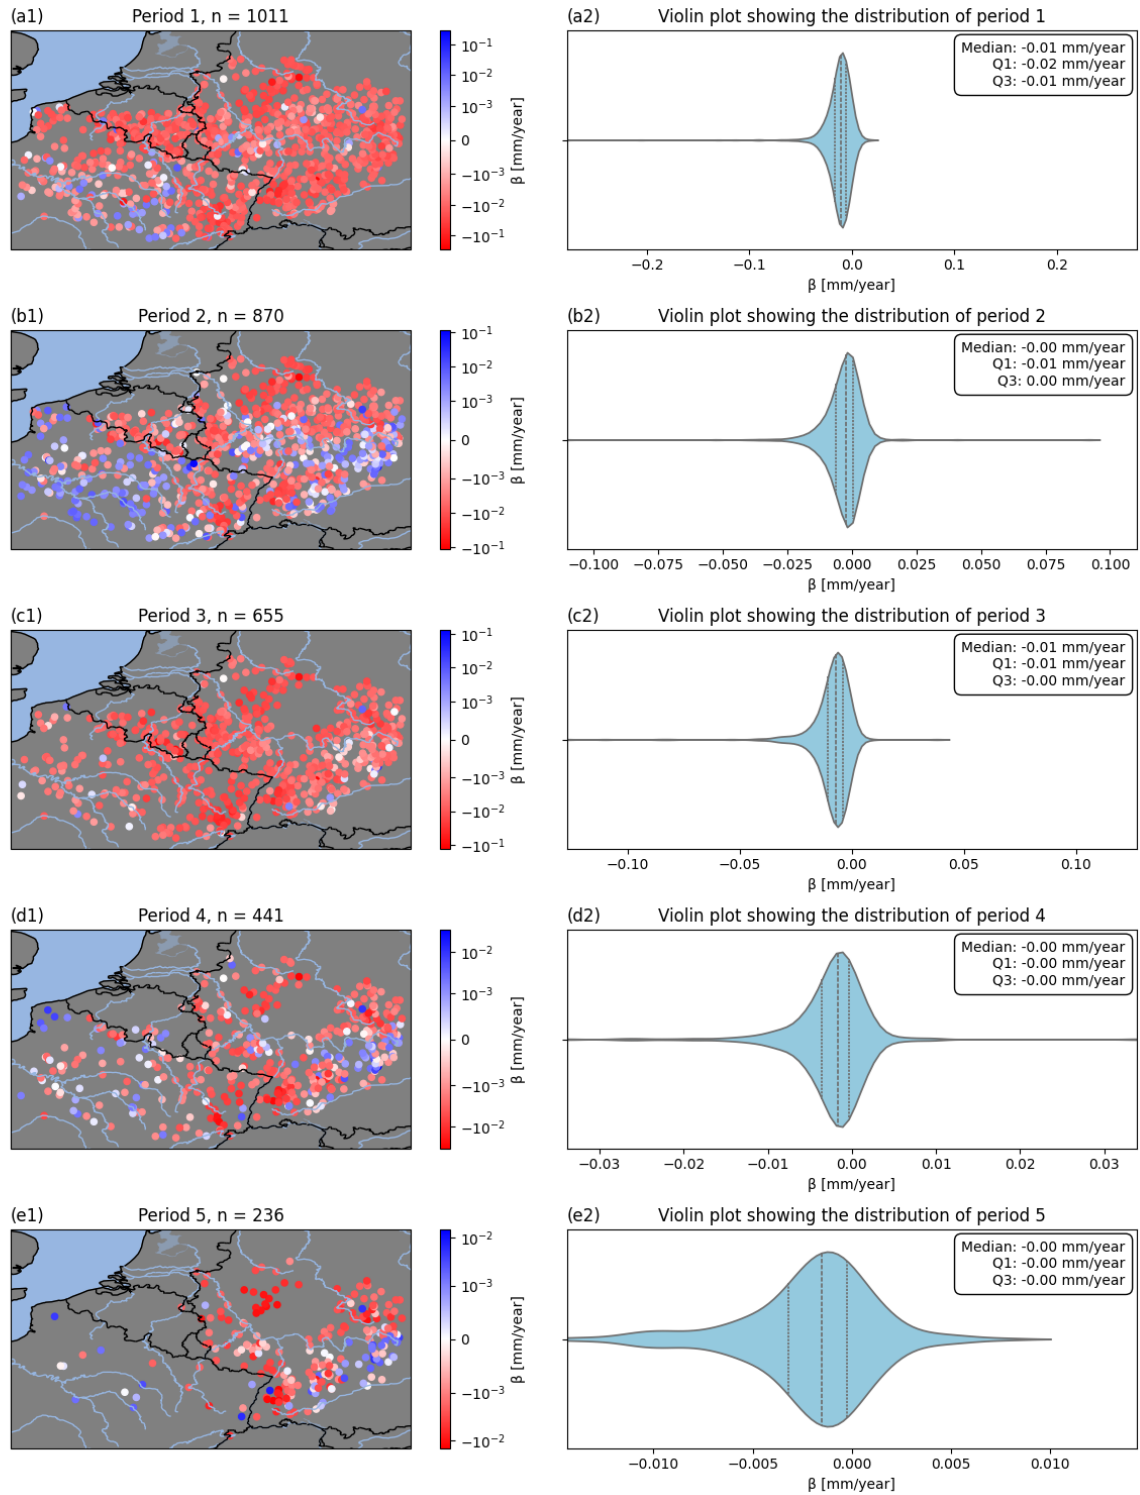 (a1) Period 1, n = 1011
10⁻¹
10⁻²
10⁻³
0
−10⁻³
−10⁻²
−10⁻¹
β [mm/year]
(a2) Violin plot showing the distribution of period 1
Median: -0.01 mm/year
Q1: -0.02 mm/year
Q3: -0.01 mm/year
−0.2 −0.1 0.0 0.1 0.2
β [mm/year]
(b1) Period 2, n = 870
10⁻¹
10⁻²
10⁻³
0
−10⁻³
−10⁻²
−10⁻¹
β [mm/year]
(b2) Violin plot showing the distribution of period 2
Median: -0.00 mm/year
Q1: -0.01 mm/year
Q3: 0.00 mm/year
−0.100 −0.075 −0.050 −0.025 0.000 0.025 0.050 0.075 0.100
β [mm/year]
(c1) Period 3, n = 655
10⁻¹
10⁻²
10⁻³
0
−10⁻³
−10⁻²
−10⁻¹
β [mm/year]
(c2) Violin plot showing the distribution of period 3
Median: -0.01 mm/year
Q1: -0.01 mm/year
Q3: -0.00 mm/year
−0.10 −0.05 0.00 0.05 0.10
β [mm/year]
(d1) Period 4, n = 441
10⁻²
10⁻³
0
−10⁻³
−10⁻²
β [mm/year]
(d2) Violin plot showing the distribution of period 4
Median: -0.00 mm/year
Q1: -0.00 mm/year
Q3: -0.00 mm/year
−0.03 −0.02 −0.01 0.00 0.01 0.02 0.03
β [mm/year]
(e1) Period 5, n = 236
10⁻²
10⁻³
0
−10⁻³
−10⁻²
β [mm/year]
(e2) Violin plot showing the distribution of period 5
Median: -0.00 mm/year
Q1: -0.00 mm/year
Q3: -0.00 mm/year
−0.010 −0.005 0.000 0.005 0.010
β [mm/year]